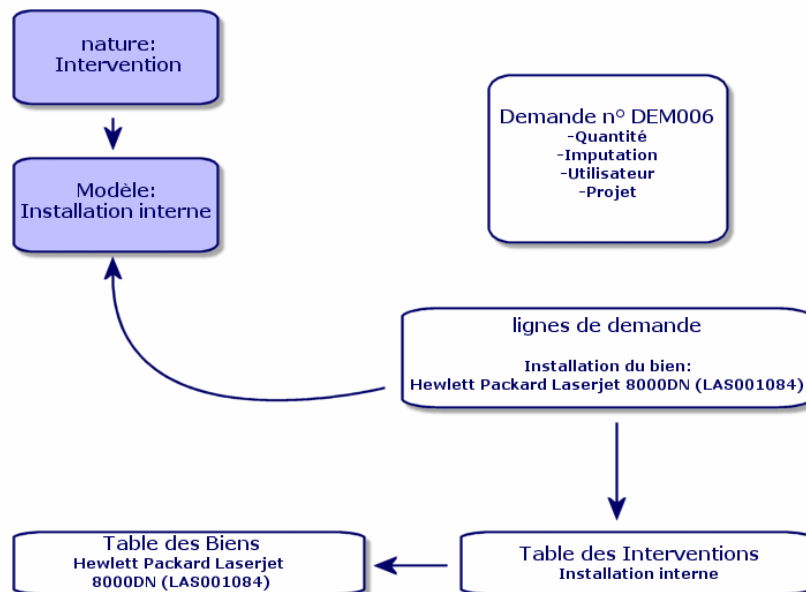 nature:
Intervention
Modèle:
Installation interne
Demande n° DEM006
-Quantité
-Imputation
-Utilisateur
-Projet
lignes de demande
Installation du bien:
Hewlett Packard Laserjet 8000DN (LAS001084)
Table des Biens
Hewlett Packard Laserjet
8000DN (LAS001084)
Table des Interventions
Installation interne